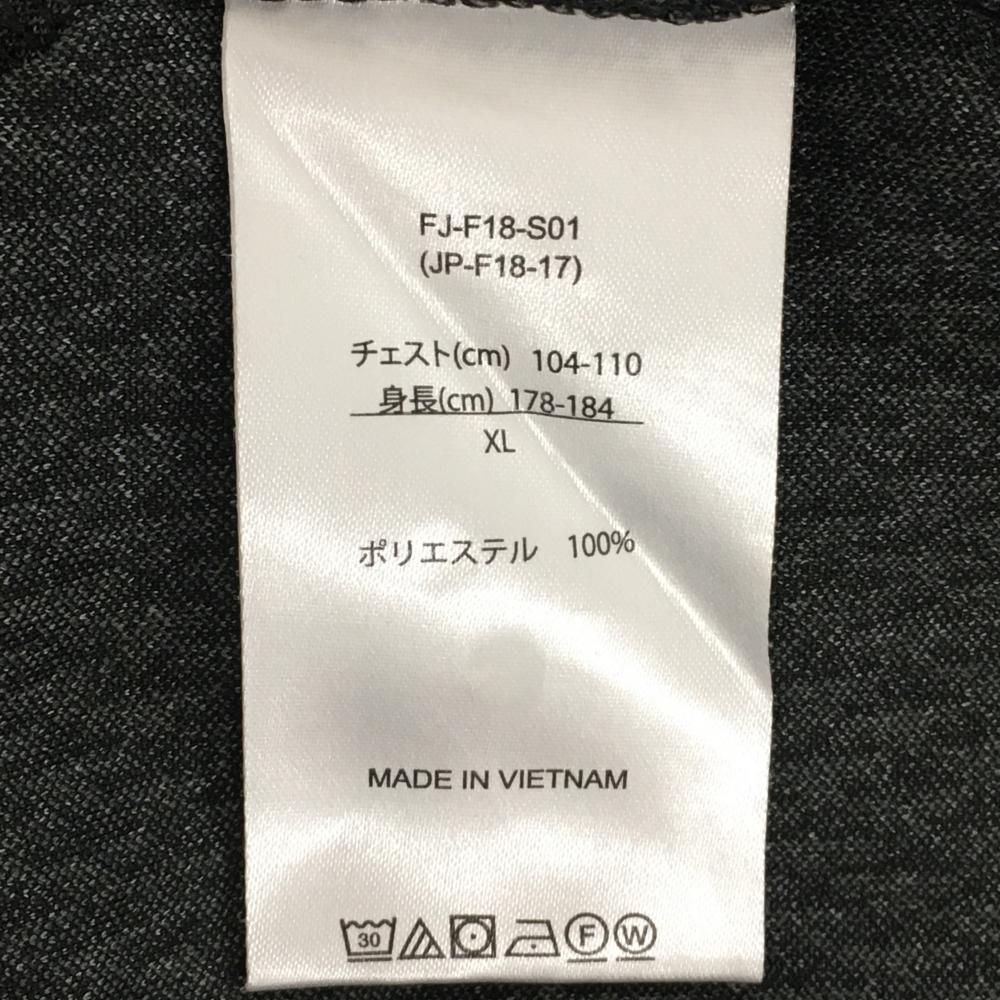 FJ-F18-S01
(JP-F18-17)
チェスト(cm) 104-110
身長(cm) 178-184
XL
ポリエステル 100%
MADE IN VIETNAM
30 F W